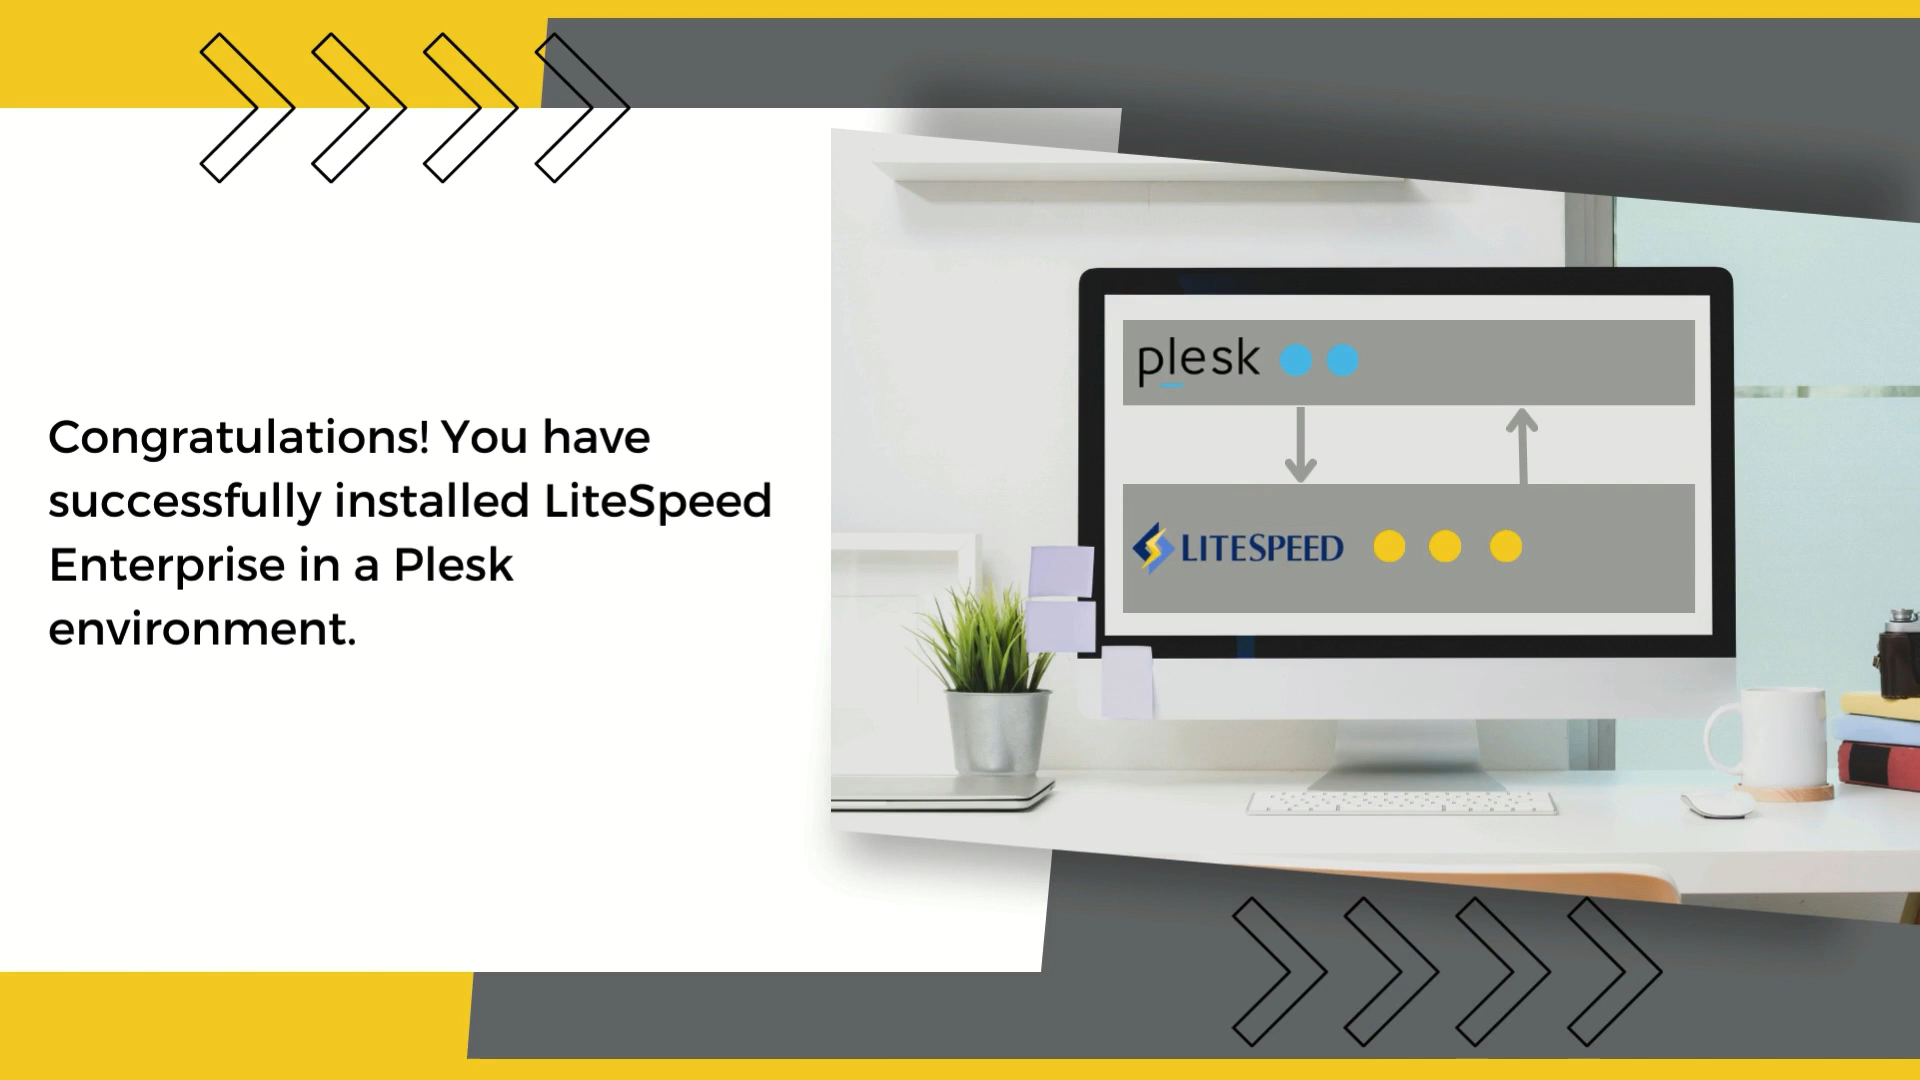 Congratulations! You have
successfully installed LiteSpeed
Enterprise in a Plesk
environment.
plesk
LITESPEED